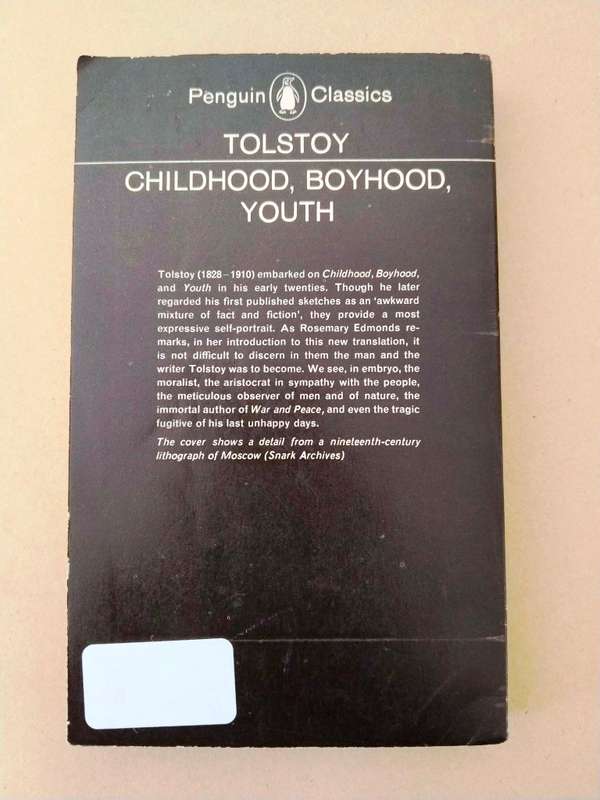 Penguin Classics
TOLSTOY
CHILDHOOD, BOYHOOD,
YOUTH
Tolstoy (1828–1910) embarked on Childhood, Boyhood,
and Youth in his early twenties. Though he later
regarded his first published sketches as an ‘awkward
mixture of fact and fiction’, they provide a most
expressive self-portrait. As Rosemary Edmonds re-
marks, in her introduction to this new translation, it
is not difficult to discern in them the man and the
writer Tolstoy was to become. We see, in embryo, the
moralist, the aristocrat in sympathy with the people,
the meticulous observer of men and of nature, the
immortal author of War and Peace, and even the tragic
fugitive of his last unhappy days.
The cover shows a detail from a nineteenth-century
lithograph of Moscow (Snark Archives)